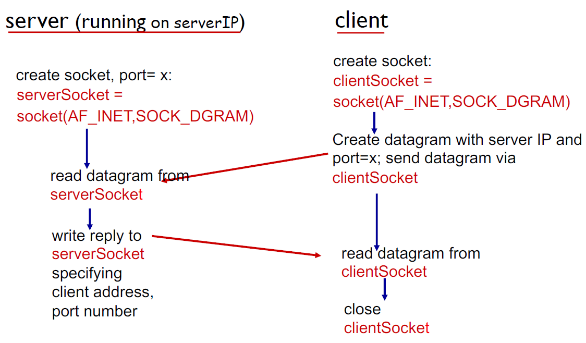 server (running on serverIP)
create socket, port= x:
serverSocket =
socket(AF_INET,SOCK_DGRAM)
read datagram from
serverSocket
write reply to
serverSocket
specifying
client address,
port number
client
create socket:
clientSocket =
socket(AF_INET,SOCK_DGRAM)
Create datagram with server IP and
port=x; send datagram via
clientSocket
read datagram from
clientSocket
close
clientSocket